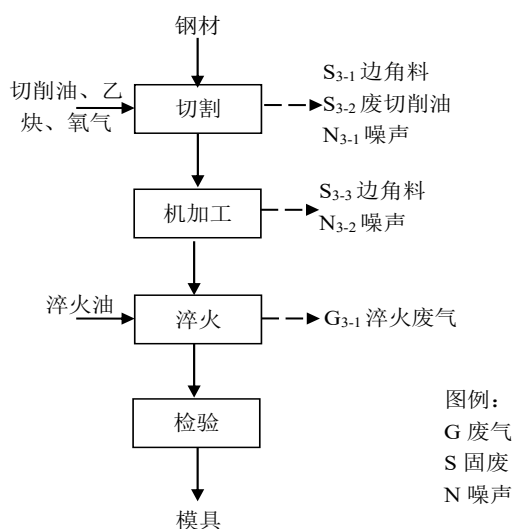 钢材
切削油、乙
炔、氧气
切割
S3-1 边角料
S3-2 废切削油
N3-1 噪声
机加工
S3-3 边角料
N3-2 噪声
淬火油
淬火
G3-1 淬火废气
检验
模具
图例：
G 废气
S 固废
N 噪声